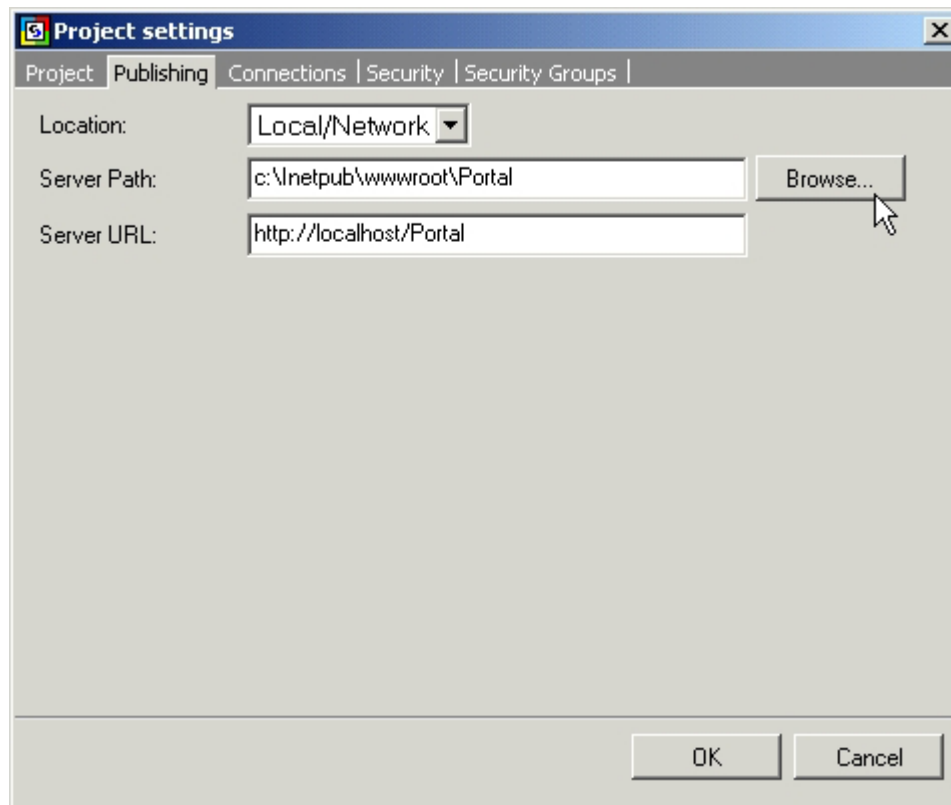 Project settings
Project Publishing Connections Security Security Groups
Location: Local/Network
Server Path: c:\Inetpub\wwwroot\Portal Browse...
Server URL: http://localhost/Portal
OK Cancel